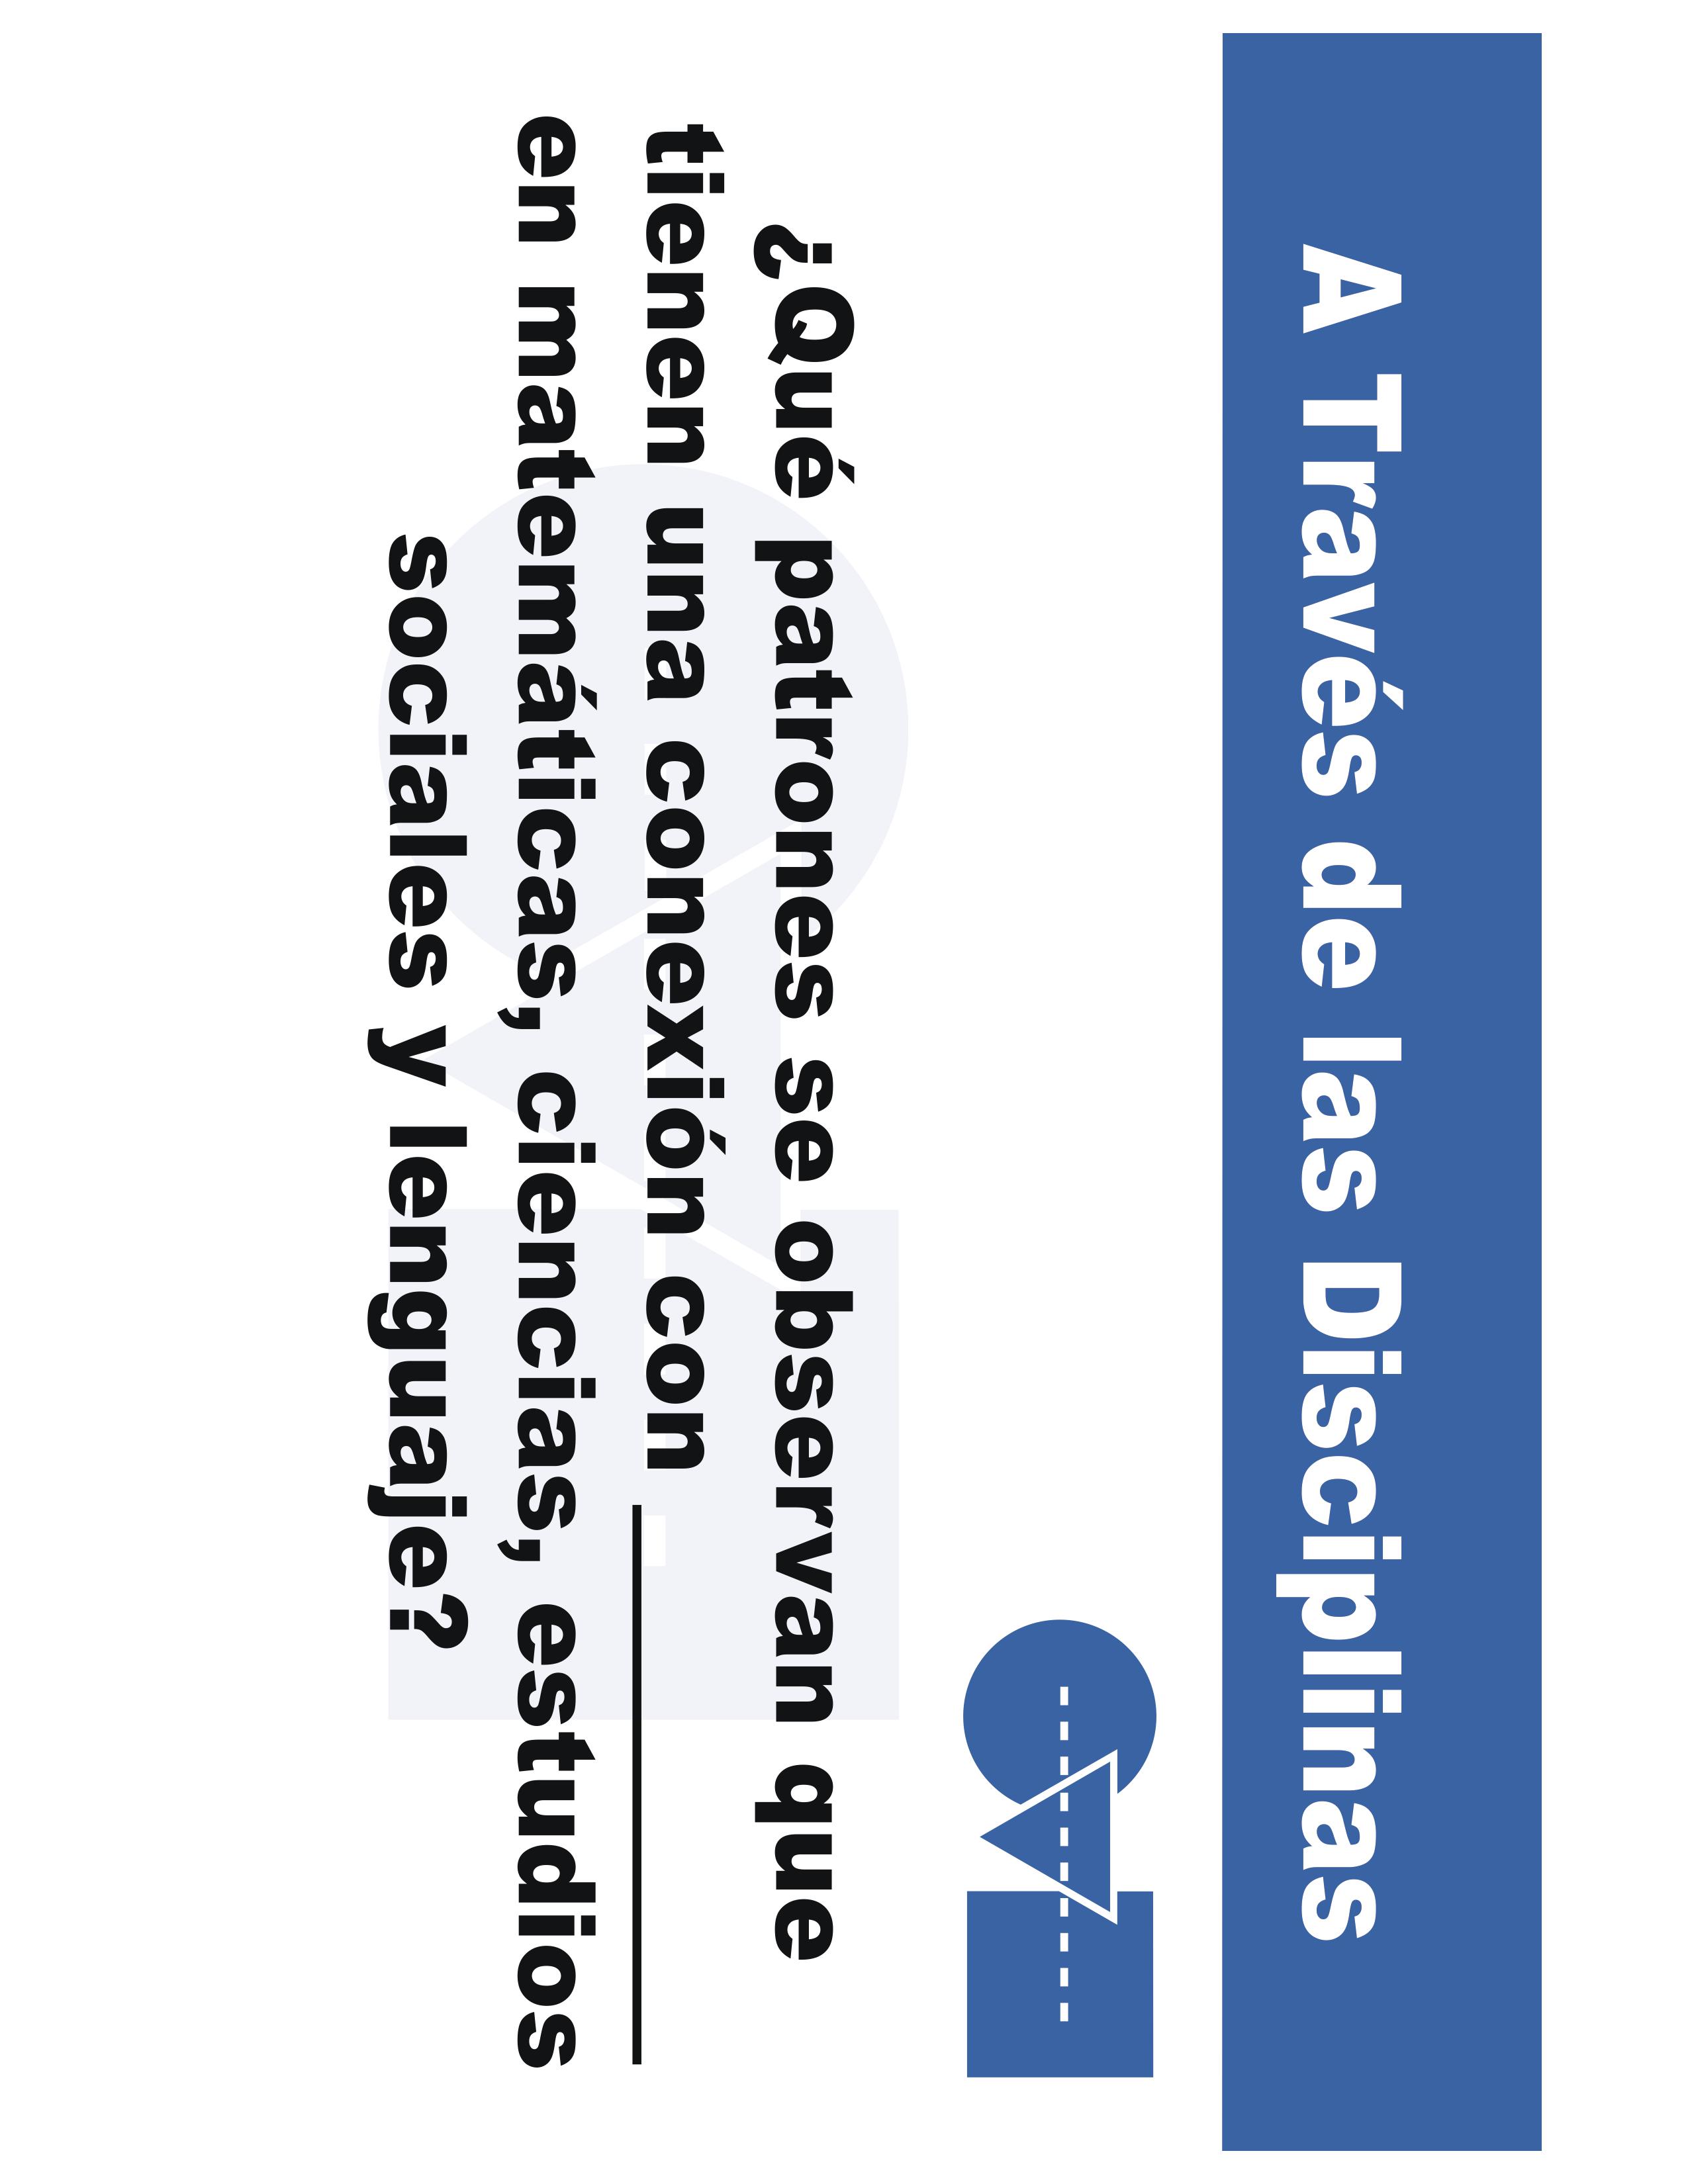 A Través de las Disciplinas
¿Qué patrones se observan que
tienen una conexión con ____________
en matemáticas, ciencias, estudios
sociales y lenguaje?